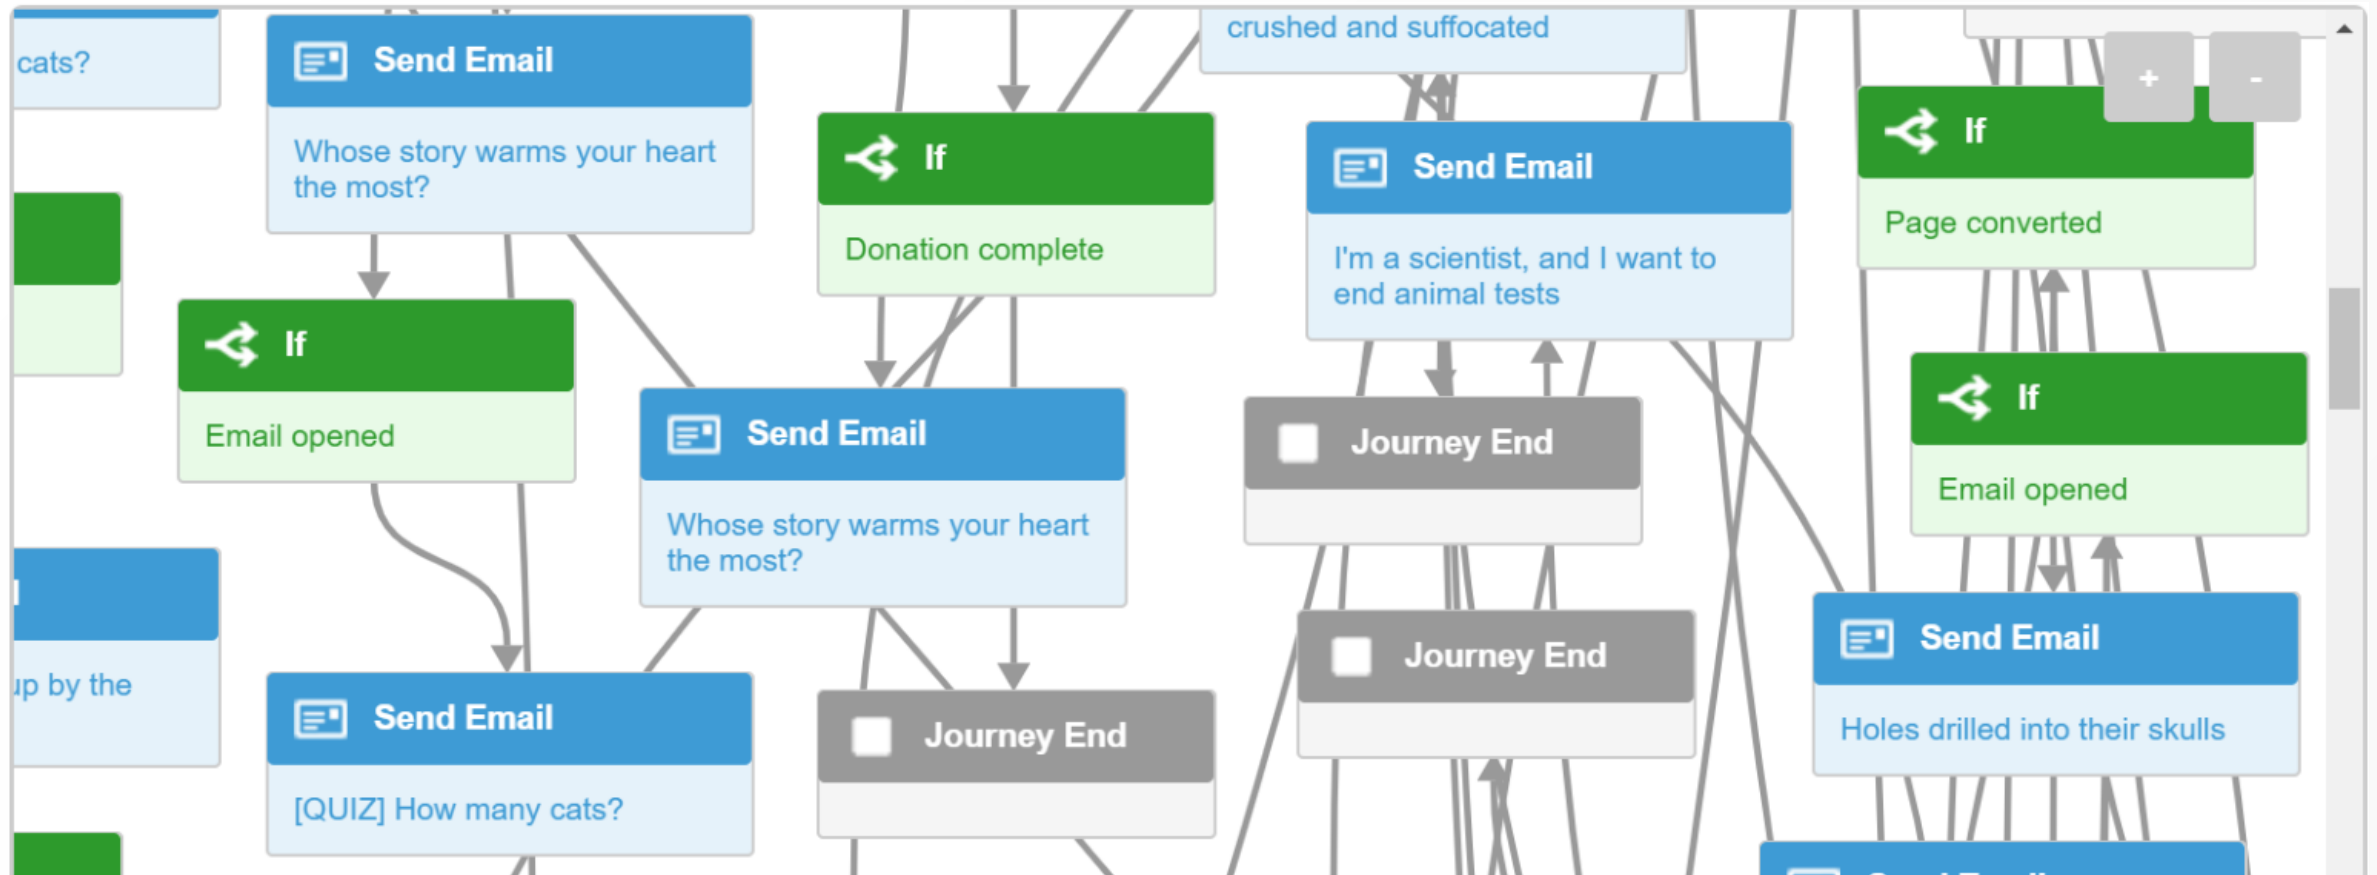 cats?
Send Email
Whose story warms your heart
the most?
If
Email opened
up by the
Send Email
[QUIZ] How many cats?
If
Donation complete
Send Email
Whose story warms your heart
the most?
Journey End
crushed and suffocated
Send Email
I'm a scientist, and I want to
end animal tests
Journey End
Journey End
+
-
If
Page converted
If
Email opened
Send Email
Holes drilled into their skulls